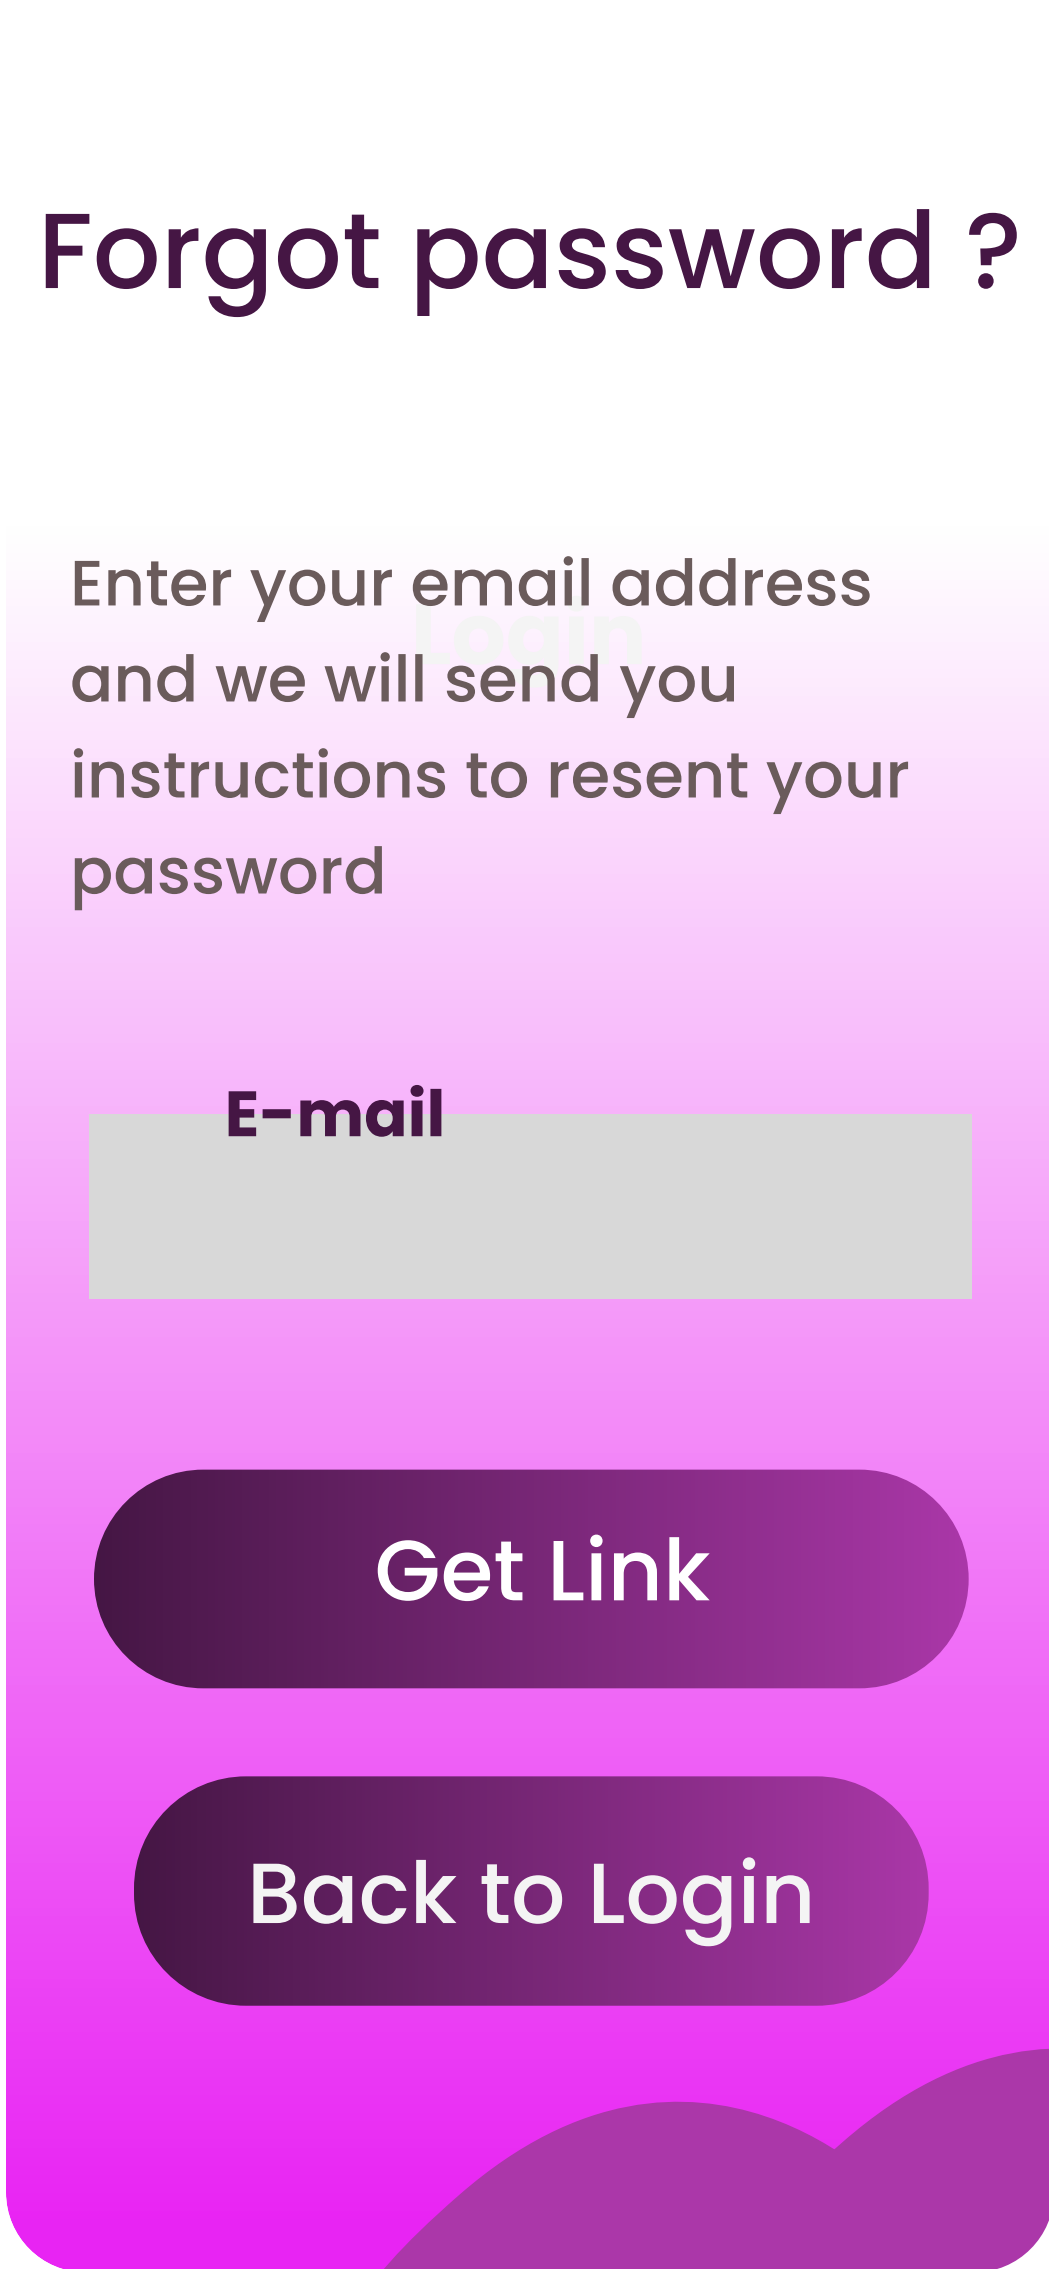 Forgot password ?
Enter your email address
Login
and we will send you
instructions to resent your
password
E-mail
Get Link
Back to Login